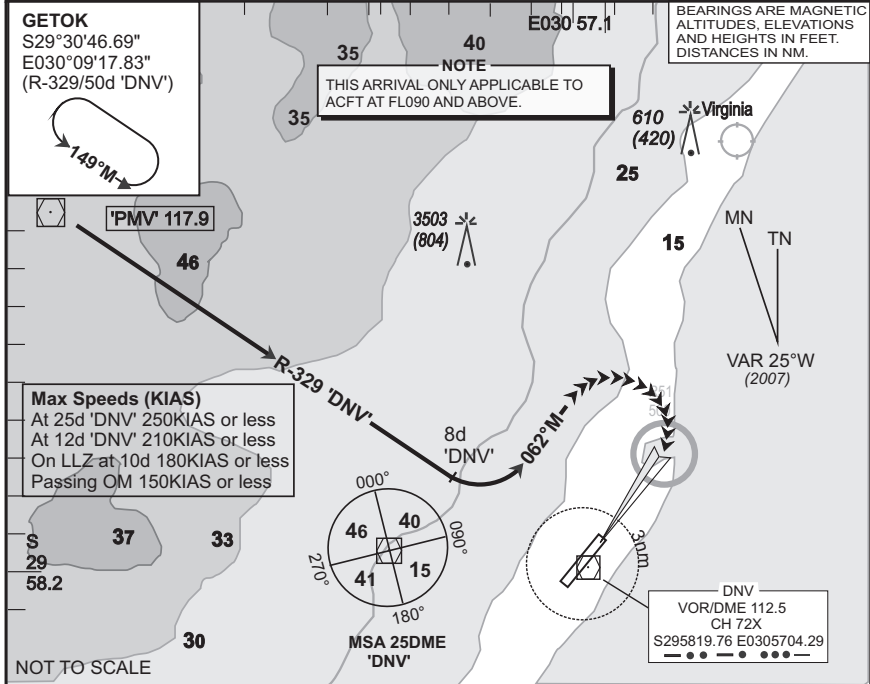 GETOK
S29°30'46.69"
E030°09'17.83"
(R-329/50d 'DNV')
149°M
35
40
E030 57.1
BEARINGS ARE MAGNETIC
ALTITUDES, ELEVATIONS
AND HEIGHTS IN FEET.
DISTANCES IN NM.
NOTE
THIS ARRIVAL ONLY APPLICABLE TO
ACFT AT FL090 AND ABOVE.
35
610
(420)
Virginia
25
'PMV' 117.9
46
3503
(804)
15
MN
TN
VAR 25°W
(2007)
R-329 'DNV'
Max Speeds (KIAS)
At 25d 'DNV' 250KIAS or less
At 12d 'DNV' 210KIAS or less
On LLZ at 10d 180KIAS or less
Passing OM 150KIAS or less
8d
'DNV'
062°M
000°
46
40
090°
270°
41
15
180°
MSA 25DME
'DNV'
S
29
58.2
37
33
30
3n.m
DNV
VOR/DME 112.5
CH 72X
S295819.76 E0305704.29
NOT TO SCALE